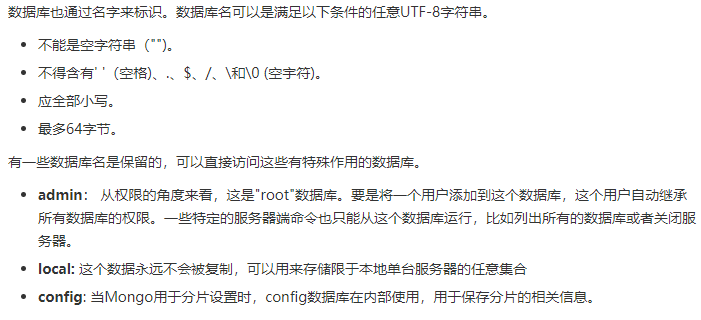 数据库也通过名字来标识。数据库名可以是满足以下条件的任意UTF-8字符串。
• 不能是空字符串（"")。
• 不得含有' '（空格)、.、$、/、\和\0 (空宇符)。
• 应全部小写。
• 最多64字节。
有一些数据库名是保留的，可以直接访问这些有特殊作用的数据库。
• admin： 从权限的角度来看，这是"root"数据库。要是将一个用户添加到这个数据库，这个用户自动继承
所有数据库的权限。一些特定的服务器端命令也只能从这个数据库运行，比如列出所有的数据库或者关闭服
务器。
• local: 这个数据永远不会被复制，可以用来存储限于本地单台服务器的任意集合
• config: 当Mongo用于分片设置时，config数据库在内部使用，用于保存分片的相关信息。